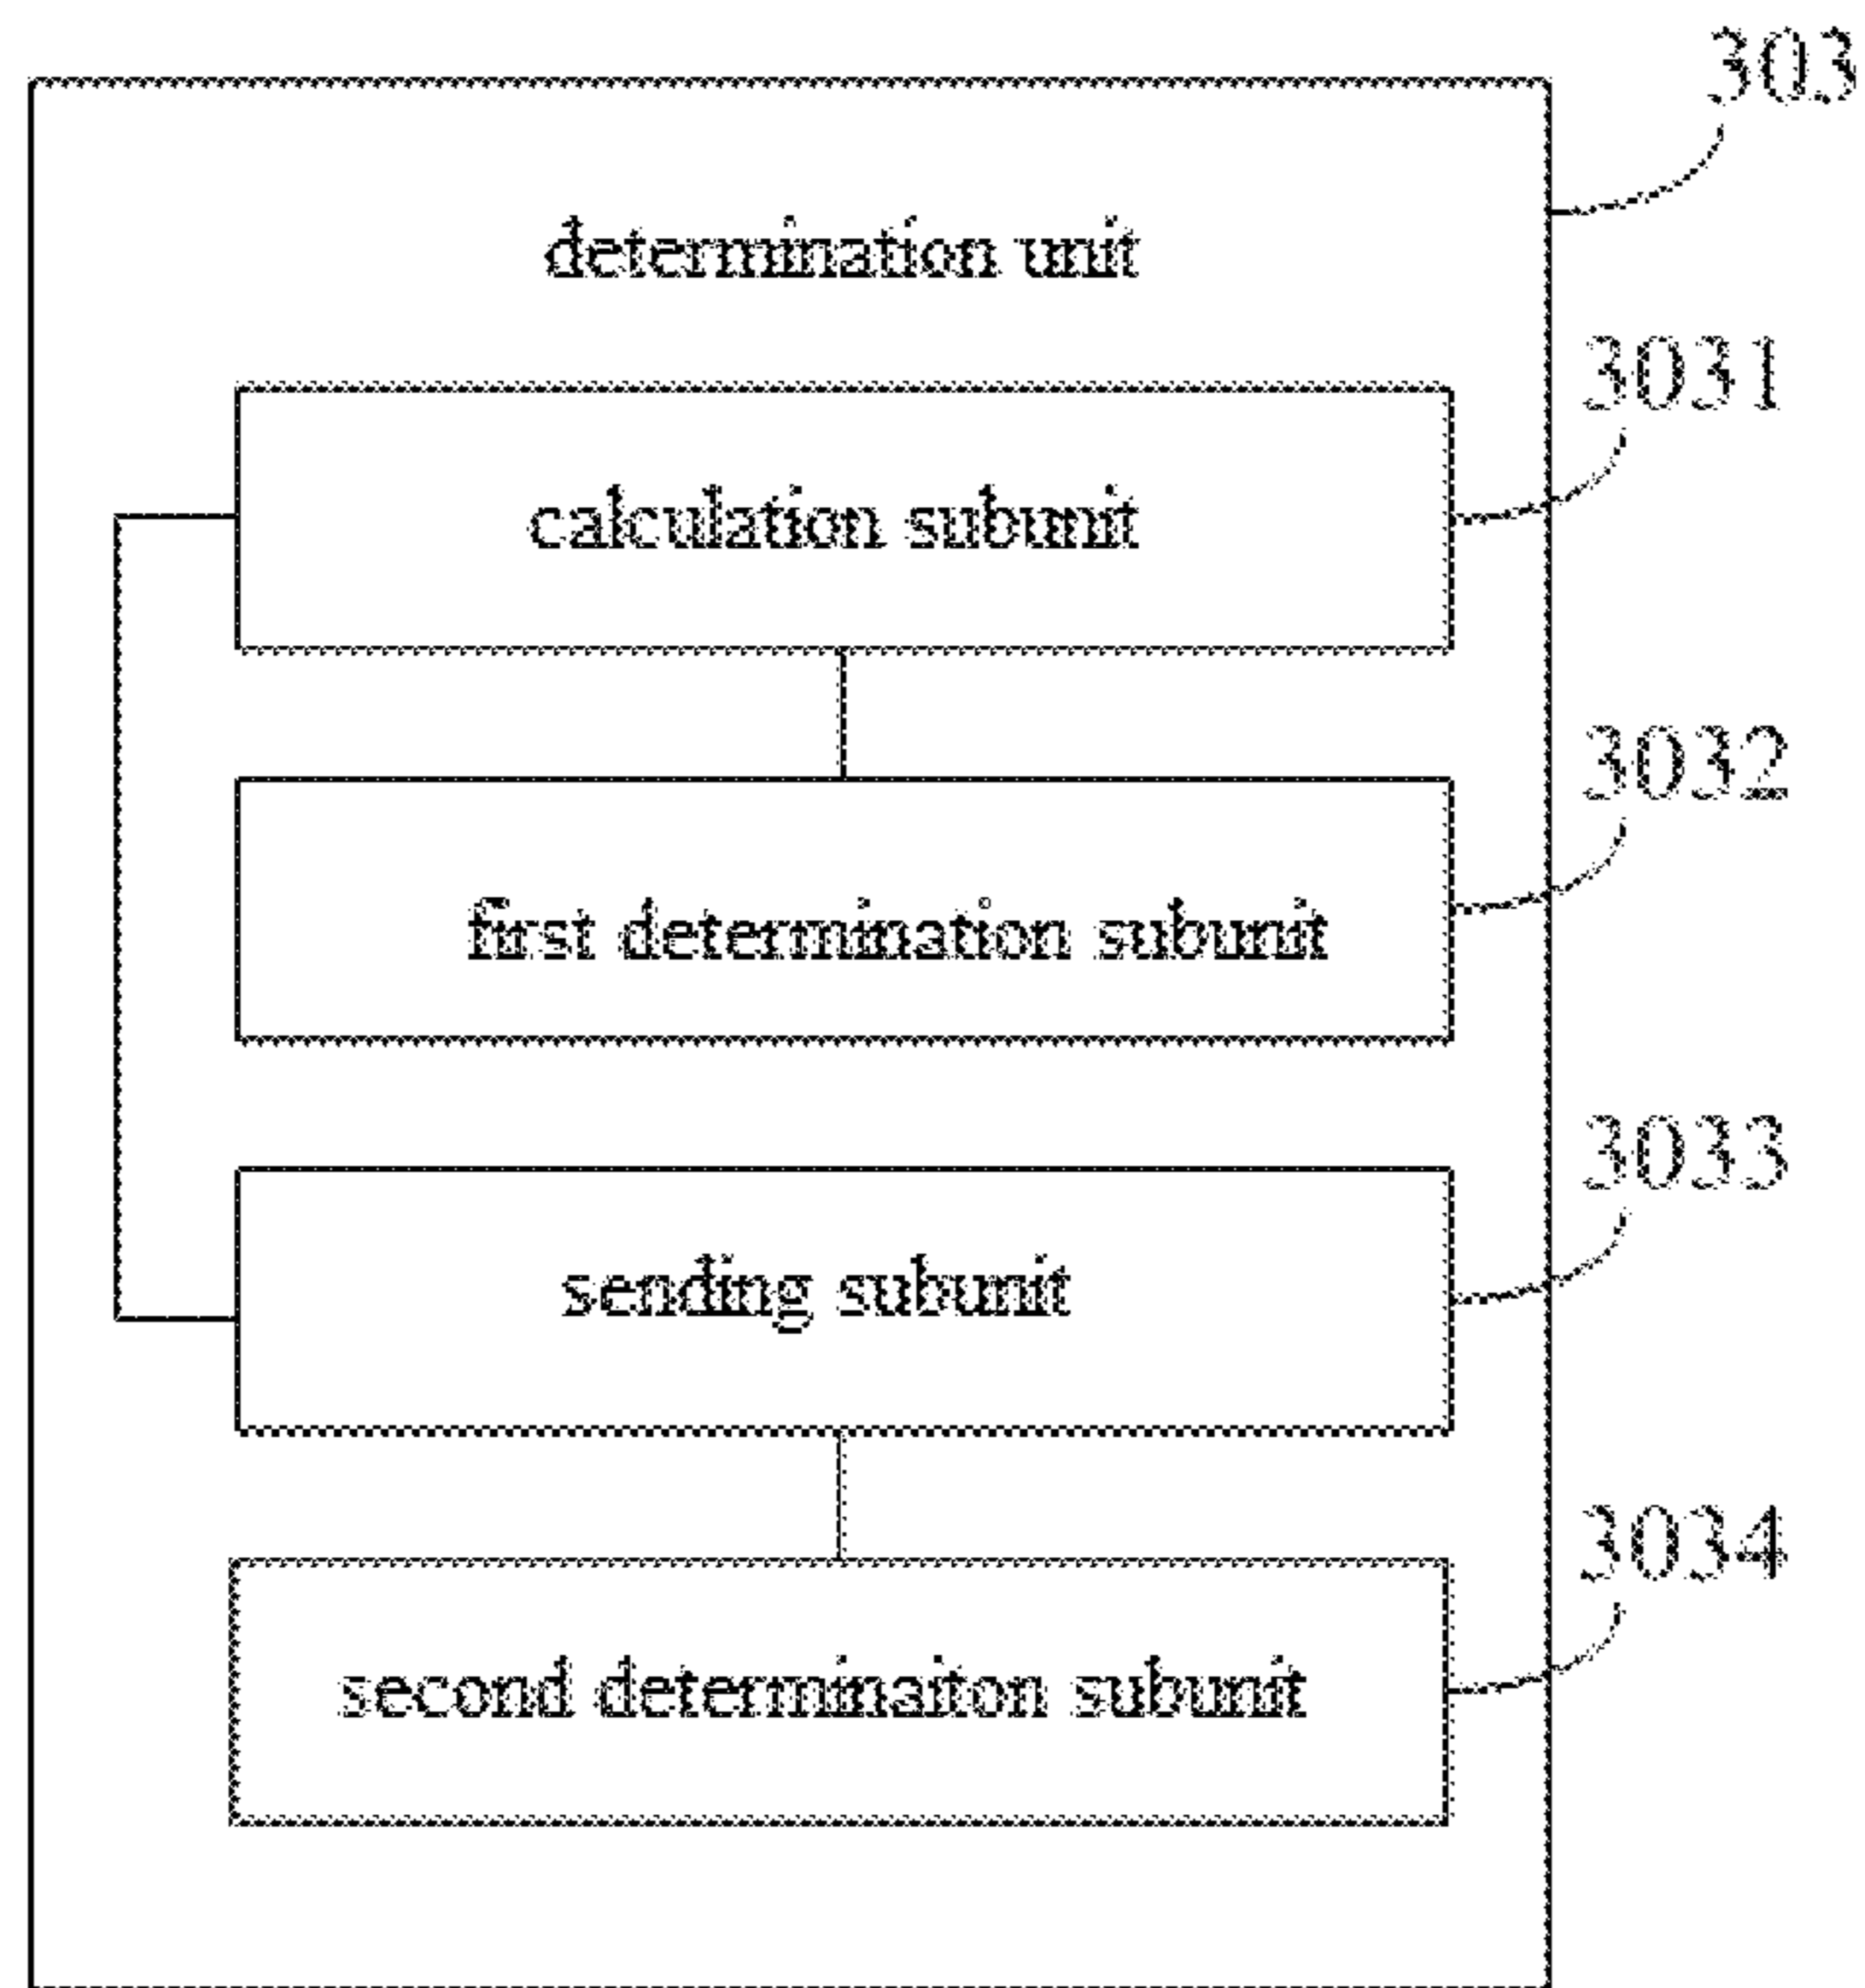 303
determination unit
3031
calculation subunit
3032
first determination subunit
3033
sending subunit
3034
second determinaiton subunit